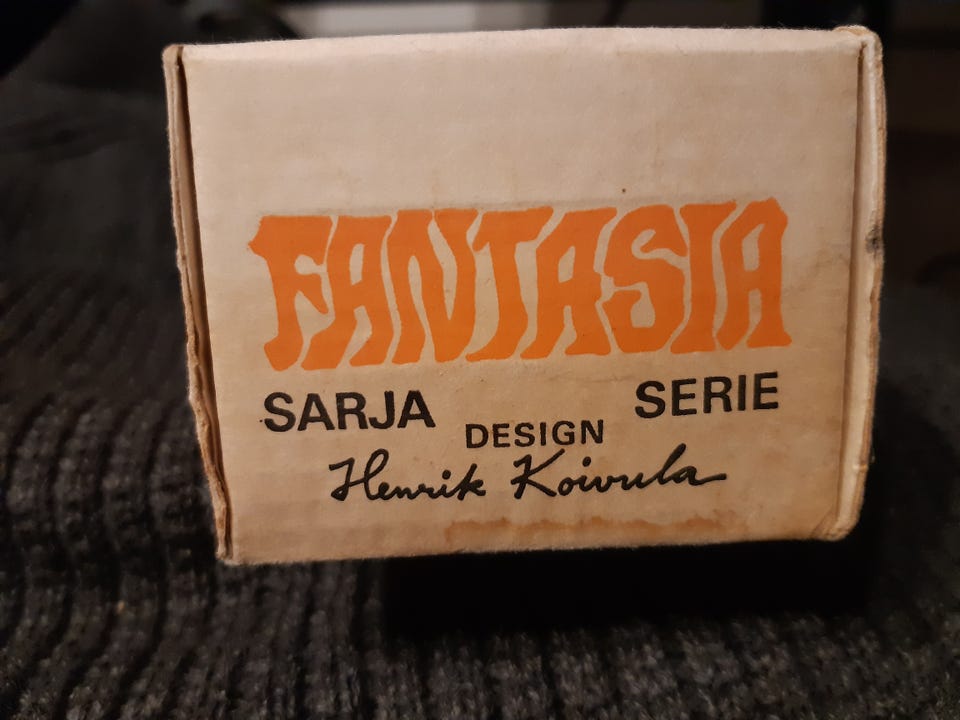 FANTASIA
SARJA SERIE
DESIGN
Henrik Koivula